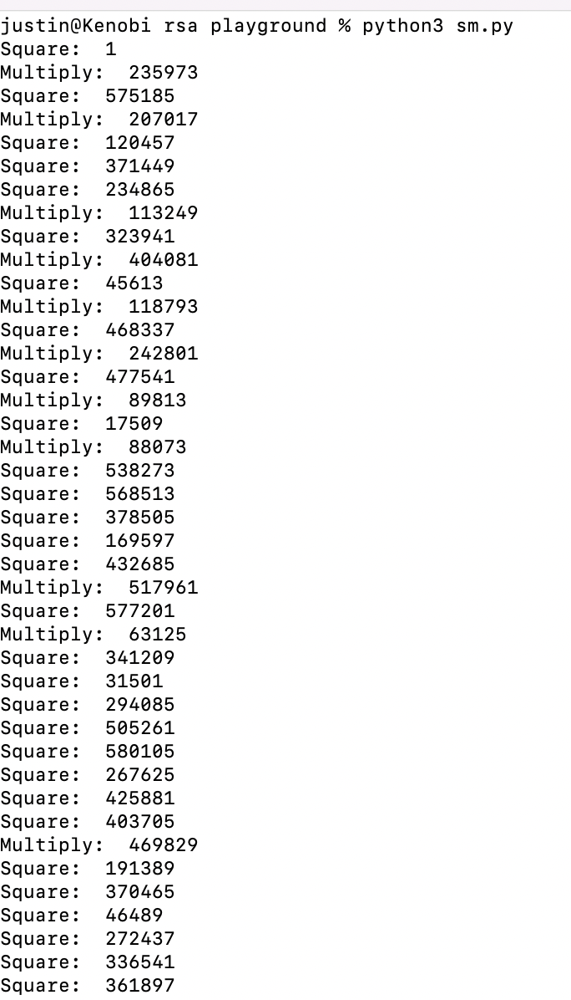 justin@Kenobi rsa playground % python3 sm.py
Square:  1
Multiply:  235973
Square:  575185
Multiply:  207017
Square:  120457
Square:  371449
Square:  234865
Multiply:  113249
Square:  323941
Multiply:  404081
Square:  45613
Multiply:  118793
Square:  468337
Multiply:  242801
Square:  477541
Multiply:  89813
Square:  17509
Multiply:  88073
Square:  538273
Square:  568513
Square:  378505
Square:  169597
Square:  432685
Multiply:  517961
Square:  577201
Multiply:  63125
Square:  341209
Square:  31501
Square:  294085
Square:  505261
Square:  580105
Square:  267625
Square:  425881
Square:  403705
Multiply:  469829
Square:  191389
Square:  370465
Square:  46489
Square:  272437
Square:  336541
Square:  361897